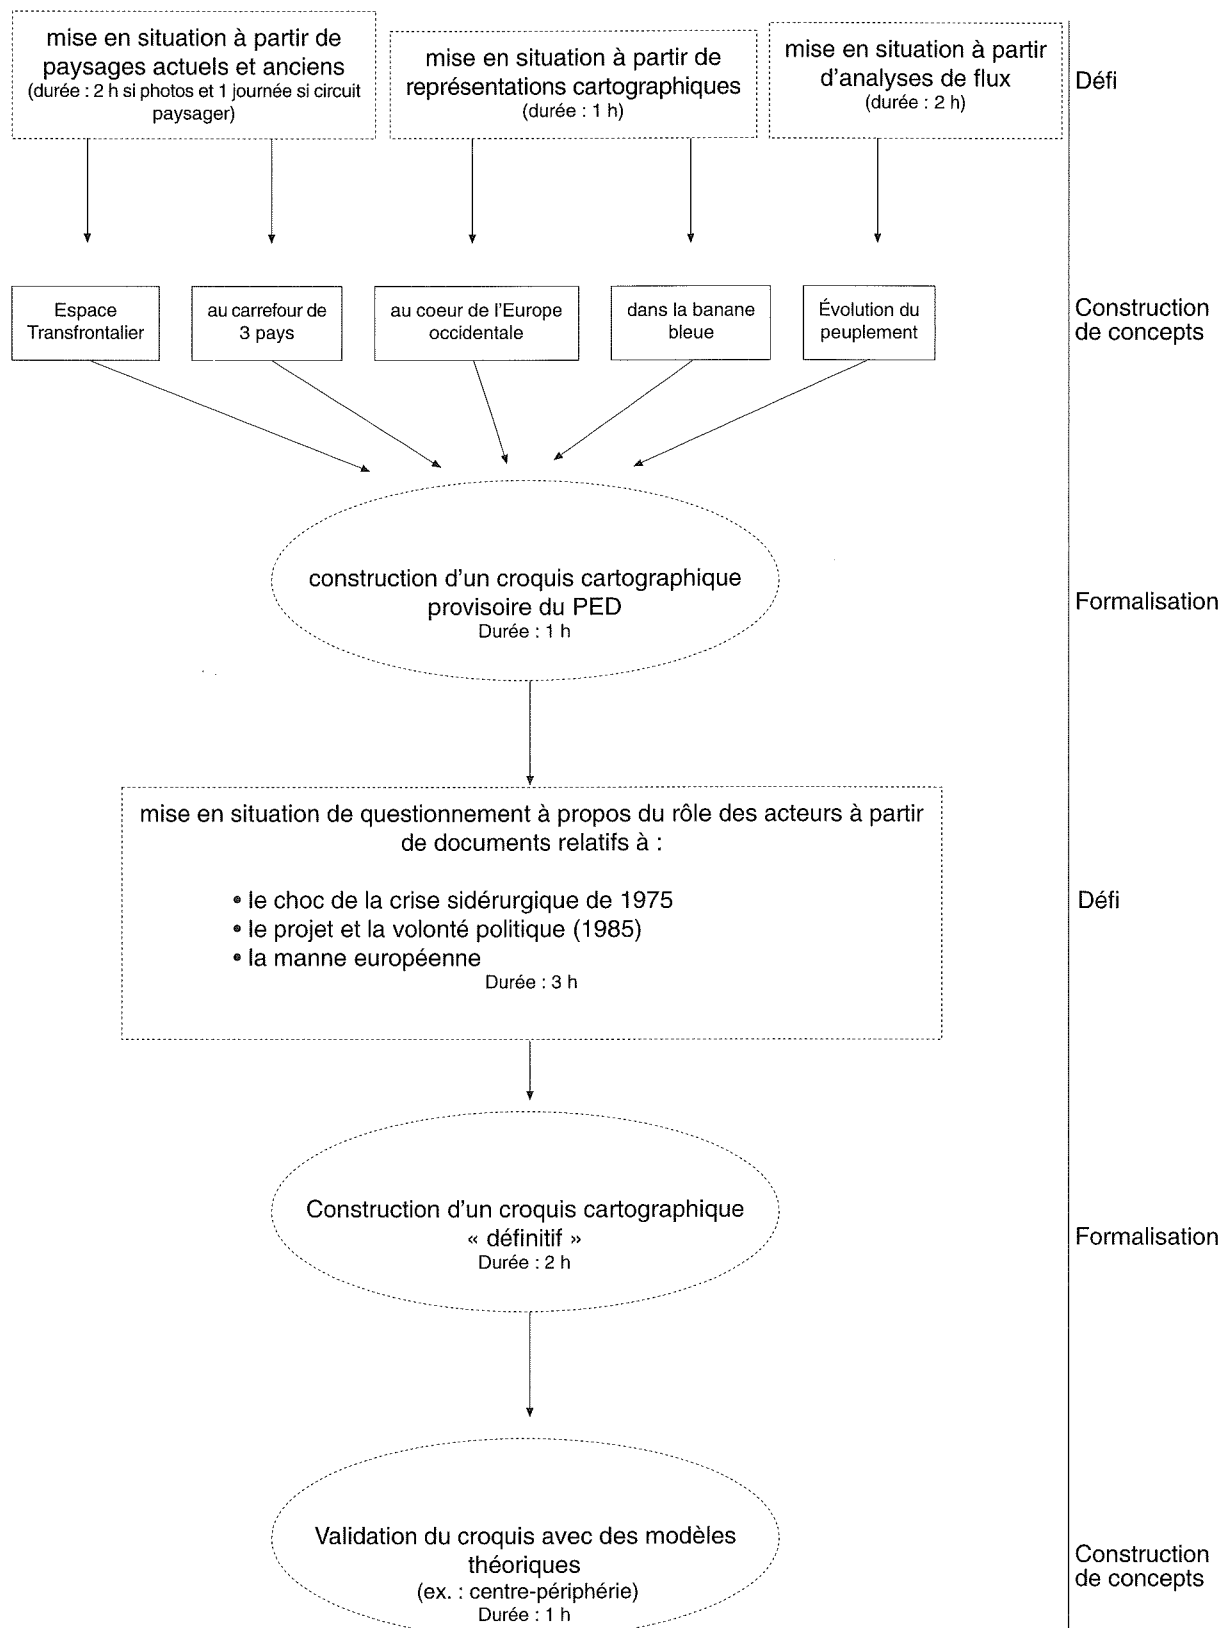 mise en situation à partir de
paysages actuels et anciens
(durée : 2 h si photos et 1 journée si circuit
paysager)
mise en situation à partir de
représentations cartographiques
(durée : 1 h)
mise en situation à partir
d'analyses de flux
(durée : 2 h)
Défi
Espace
Transfrontalier
au carrefour de
3 pays
au coeur de l'Europe
occidentale
dans la banane
bleue
Évolution du
peuplement
Construction
de concepts
construction d'un croquis cartographique
provisoire du PED
Durée : 1 h
Formalisation
mise en situation de questionnement à propos du rôle des acteurs à partir
de documents relatifs à :
• le choc de la crise sidérurgique de 1975
• le projet et la volonté politique (1985)
• la manne européenne
Durée : 3 h
Défi
Construction d'un croquis cartographique
« définitif »
Durée : 2 h
Formalisation
Validation du croquis avec des modèles
théoriques
(ex. : centre-périphérie)
Durée : 1 h
Construction
de concepts